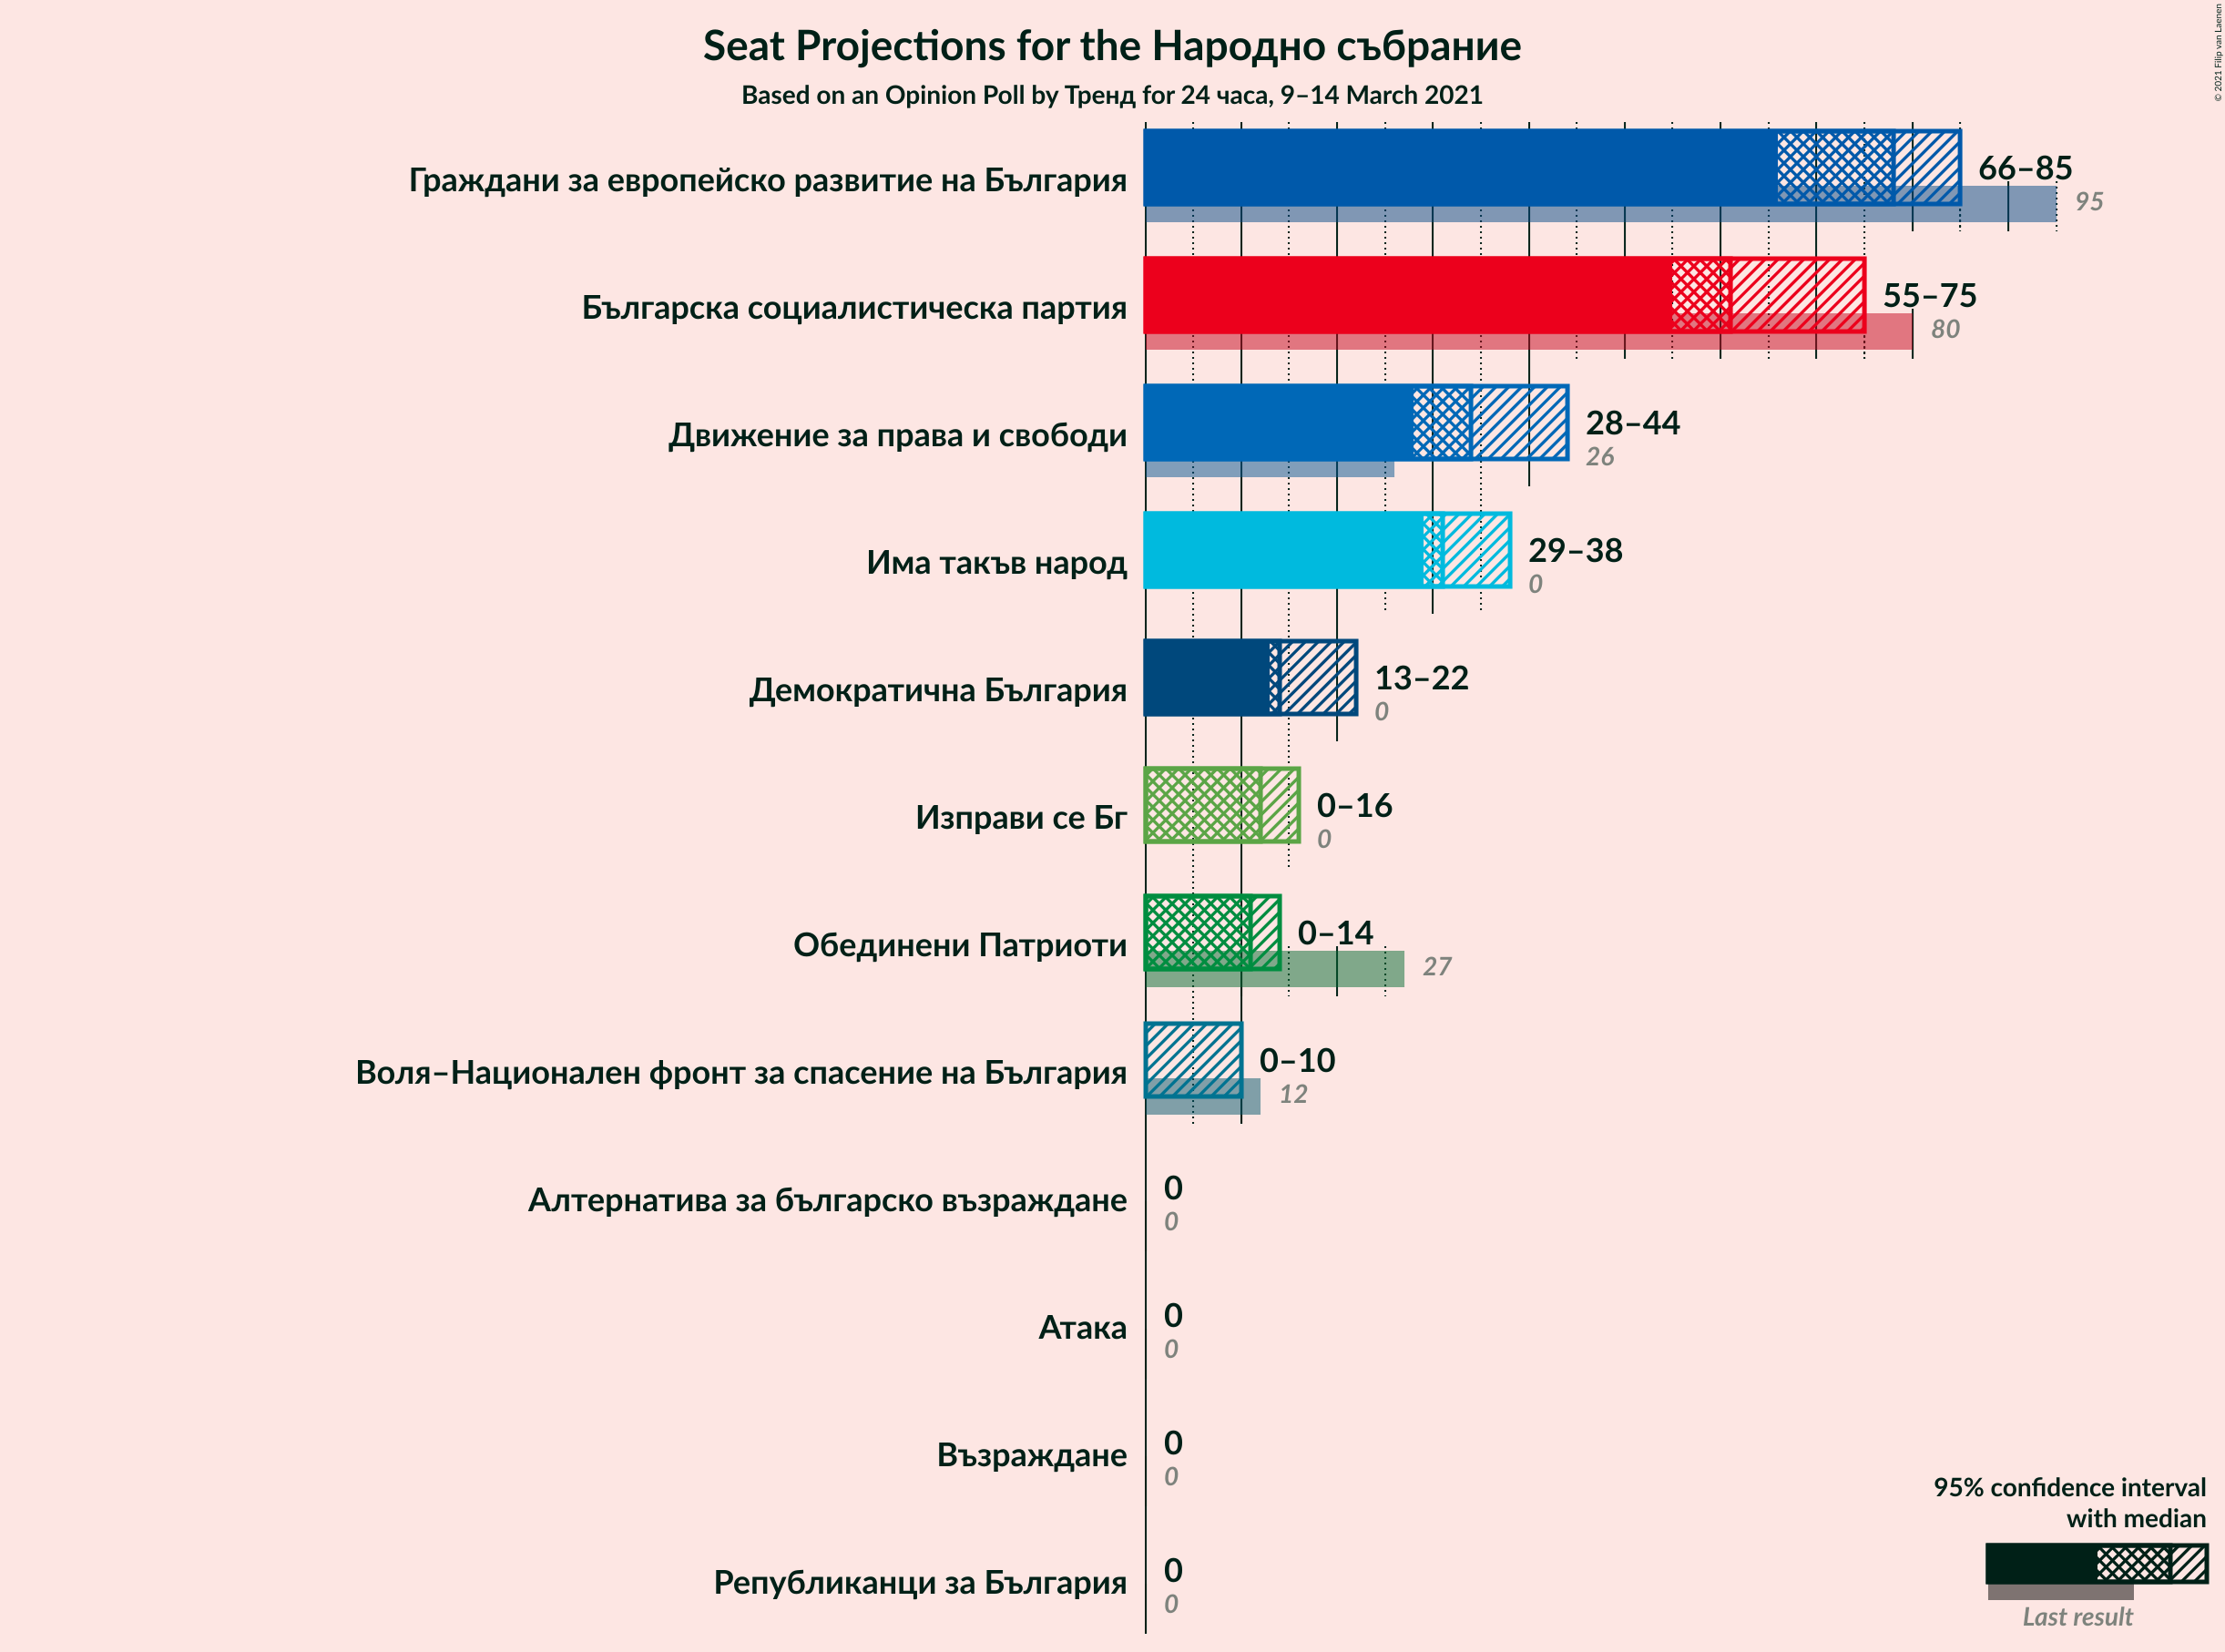 Seat Projections for the Народно събрание
Based on an Opinion Poll by Тренд for 24 часа, 9–14 March 2021
© 2021 Filip van Laenen
Граждани за европейско развитие на България
66–85
95
Българска социалистическа партия
55–75
80
Движение за права и свободи
28–44
26
Има такъв народ
29–38
0
Демократична България
13–22
0
Изправи се Бг
0–16
0
Обединени Патриоти
0–14
27
Воля–Национален фронт за спасение на България
0–10
12
Алтернатива за българско възраждане
0
0
Атака
0
0
Възраждане
0
0
Републиканци за България
0
0
95% confidence interval
with median
Last result